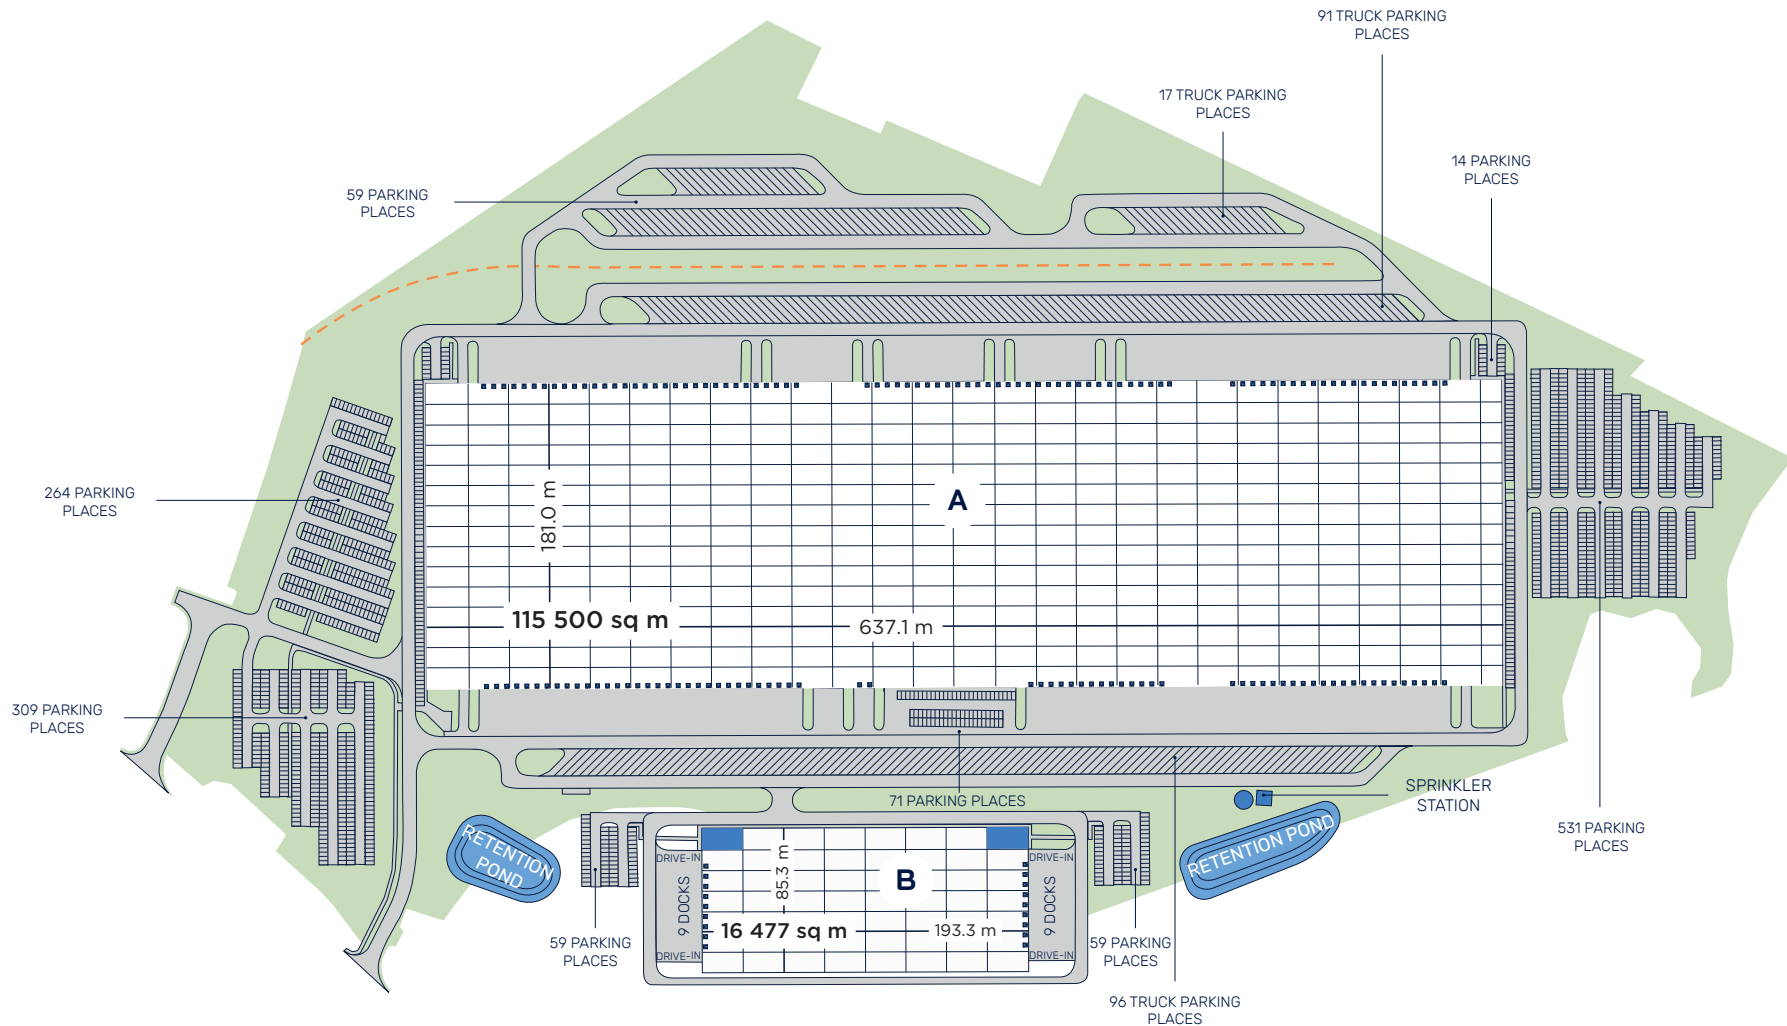 91 TRUCK PARKING
PLACES
17 TRUCK PARKING
PLACES
14 PARKING
PLACES
59 PARKING
PLACES
264 PARKING
PLACES
A
181.0 m
115 500 sq m
637.1 m
309 PARKING
PLACES
71 PARKING PLACES
SPRINKLER
STATION
531 PARKING
PLACES
RETENTION
POND
RETENTION POND
DRIVE-IN
9 DOCKS
DRIVE-IN
85.3 m
B
16 477 sq m
193.3 m
DRIVE-IN
9 DOCKS
DRIVE-IN
59 PARKING
PLACES
59 PARKING
PLACES
96 TRUCK PARKING
PLACES